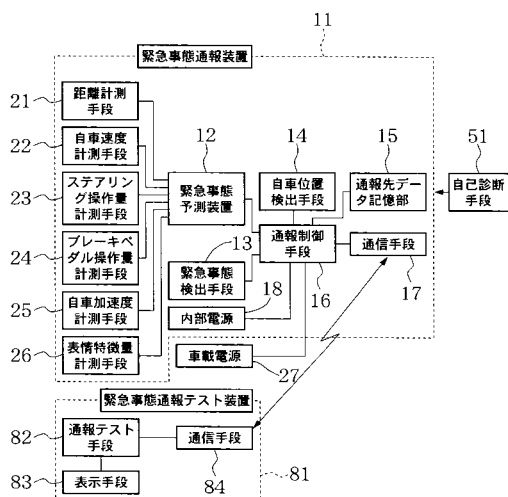 11
緊急事態通報装置
21
距離計測
手段
22
自車速度
計測手段
23
ステアリン
グ操作量
計測手段
24
ブレーキペ
ダル操作量
計測手段
25
自車加速度
計測手段
26
表情特徴量
計測手段
12
緊急事態
予測装置
13
緊急事態
検出手段
14
自車位置
検出手段
15
通報先デー
タ記憶部
通報制御
手段
16
通信手段
17
18
内部電源
車載電源
27
51
自己診断
手段
緊急事態通報テスト装置
81
82
通報テスト
手段
83
表示手段
通信手段
84